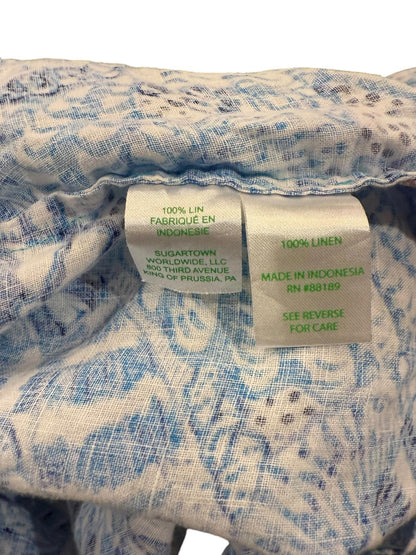 100% LIN
FABRIQUÉ EN
INDONESIE
SUGARTOWN
WORLDWIDE, LLC
800 THIRD AVENUE
KING OF PRUSSIA, PA
100% LINEN
MADE IN INDONESIA
RN #88189
SEE REVERSE
FOR CARE